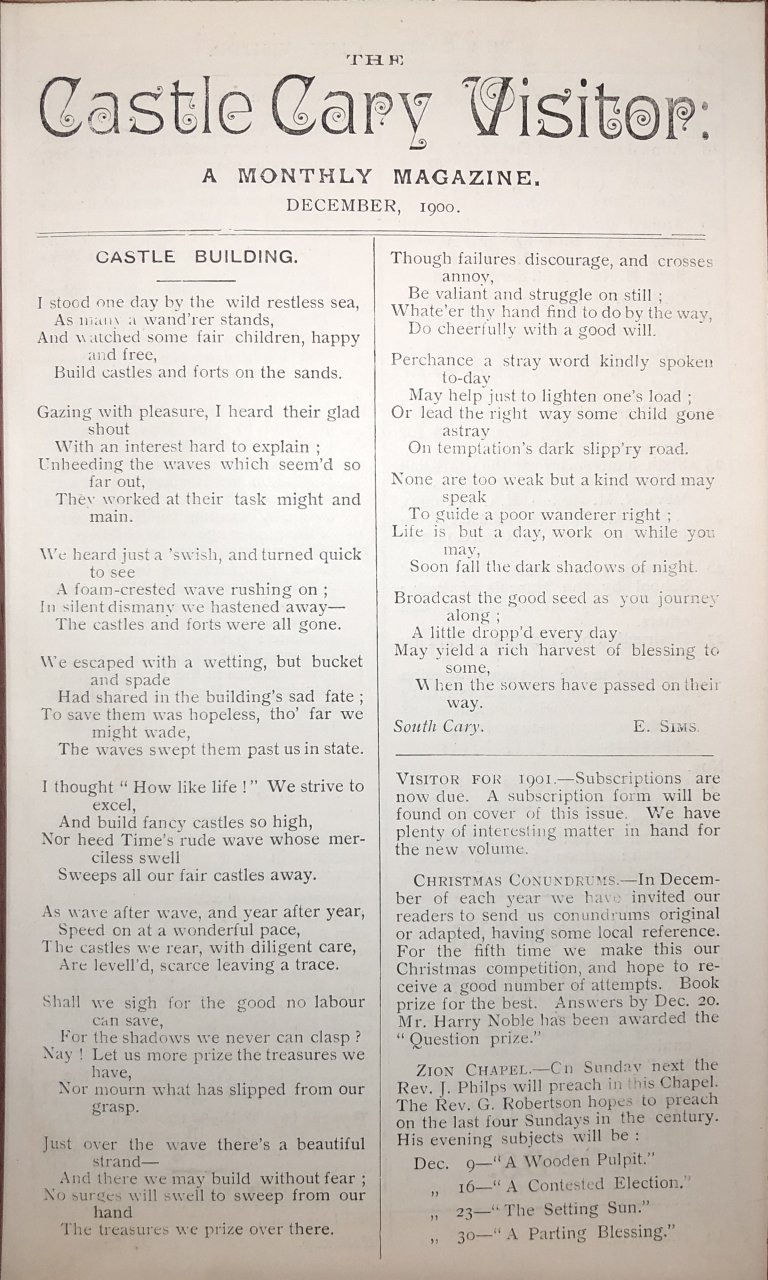 THE
Castle Cary Visitor:
A MONTHLY MAGAZINE.
DECEMBER, 1900.
CASTLE BUILDING.
I stood one day by the wild restless sea,
As many a wand'rer stands,
And watched some fair children, happy
and free,
Build castles and forts on the sands.
Gazing with pleasure, I heard their glad
shout
With an interest hard to explain ;
Unheeding the waves which seem'd so
far out,
They worked at their task might and
main.
We heard just a 'swish, and turned quick
to see
A foam-crested wave rushing on ;
In silent dismany we hastened away—
The castles and forts were all gone.
We escaped with a wetting, but bucket
and spade
Had shared in the building's sad fate ;
To save them was hopeless, tho' far we
might wade,
The waves swept them past us in state.
I thought " How like life ! " We strive to
excel,
And build fancy castles so high,
Nor heed Time's rude wave whose mer-
ciless swell
Sweeps all our fair castles away.
As wave after wave, and year after year,
Speed on at a wonderful pace,
The castles we rear, with diligent care,
Are levell'd, scarce leaving a trace.
Shall we sigh for the good no labour
can save,
For the shadows we never can clasp ?
Nay ! Let us more prize the treasures we
have,
Nor mourn what has slipped from our
grasp.
Just over the wave there's a beautiful
strand—
And there we may build without fear ;
No surges will swell to sweep from our
hand
The treasures we prize over there.
Though failures discourage, and crosses
annoy,
Be valiant and struggle on still ;
Whate'er thy hand find to do by the way,
Do cheerfully with a good will.
Perchance a stray word kindly spoken
to-day
May help just to lighten one's load ;
Or lead the right way some child gone
astray
On temptation's dark slipp'ry road.
None are too weak but a kind word may
speak
To guide a poor wanderer right ;
Life is but a day, work on while you
may,
Soon fall the dark shadows of night.
Broadcast the good seed as you journey
along ;
A little dropp'd every day
May yield a rich harvest of blessing to
some,
When the sowers have passed on their
way.
South Cary. E. SIMS.
VISITOR FOR 1901.—Subscriptions are
now due. A subscription form will be
found on cover of this issue. We have
plenty of interesting matter in hand for
the new volume.
CHRISTMAS CONUNDRUMS.—In Decem-
ber of each year we have invited our
readers to send us conundrums original
or adapted, having some local reference.
For the fifth time we make this our
Christmas competition, and hope to re-
ceive a good number of attempts. Book
prize for the best. Answers by Dec. 20.
Mr. Harry Noble has been awarded the
" Question prize."
ZION CHAPEL.—On Sunday next the
Rev. J. Philps will preach in this Chapel.
The Rev. G. Robertson hopes to preach
on the last four Sundays in the century.
His evening subjects will be :
Dec. 9—" A Wooden Pulpit."
„ 16—" A Contested Election."
„ 23—" The Setting Sun."
„ 30—" A Parting Blessing."